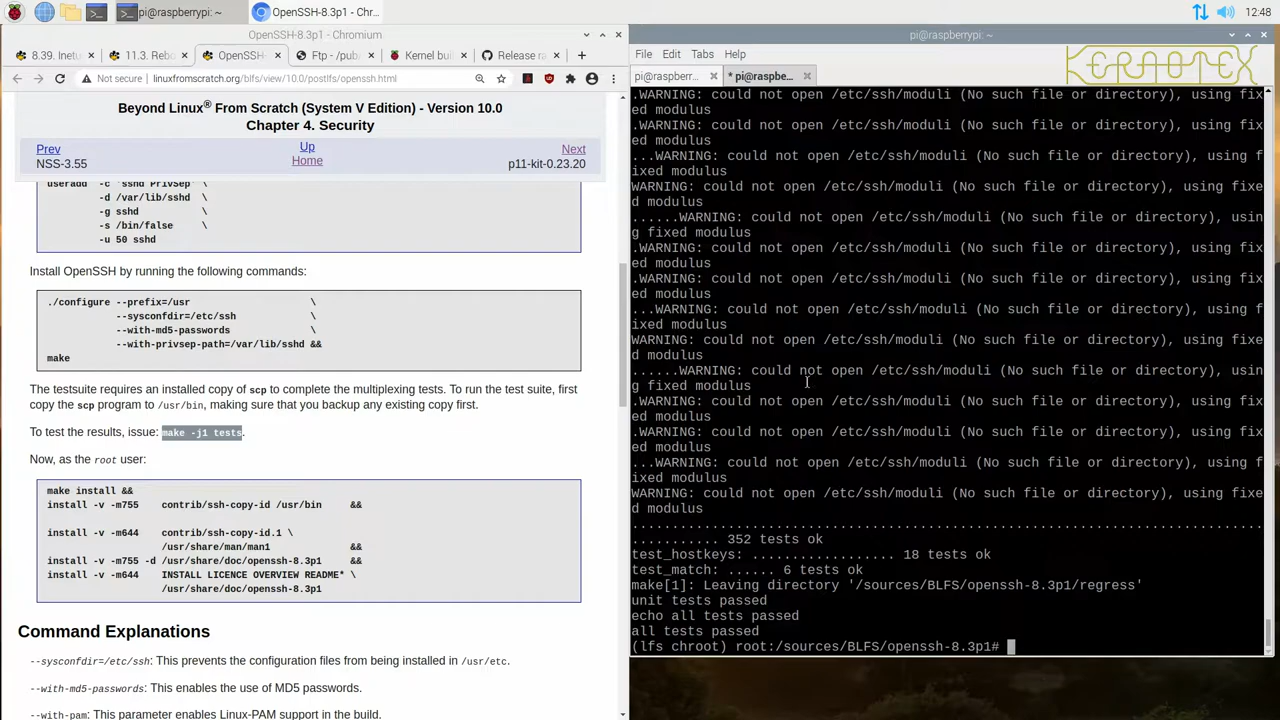 pi@raspberrypi: ~
OpenSSH-8.3p1 - Chr...
12:48
OpenSSH-8.3p1 - Chromium
8.39. Inetu
11.3. Rebo
OpenSSH-
Ftp - /pub/
Kernel buil
Release ra
Not secure
linuxfromscratch.org/blfs/view/10.0/postlfs/openssh.html
Beyond Linux® From Scratch (System V Edition) - Version 10.0
Chapter 4. Security
Prev
Up
Next
NSS-3.55
Home
p11-kit-0.23.20
useradd -c 'sshd PrivSep' \
-d /var/lib/sshd \
-g sshd \
-s /bin/false \
-u 50 sshd
Install OpenSSH by running the following commands:
./configure --prefix=/usr \
--sysconfdir=/etc/ssh \
--with-md5-passwords \
--with-privsep-path=/var/lib/sshd &&
make
The testsuite requires an installed copy of scp to complete the multiplexing tests. To run the test suite, first
copy the scp program to /usr/bin, making sure that you backup any existing copy first.
To test the results, issue: make -j1 tests.
Now, as the root user:
make install &&
install -v -m755 contrib/ssh-copy-id /usr/bin &&
install -v -m644 contrib/ssh-copy-id.1 \
/usr/share/man/man1 &&
install -v -m755 -d /usr/share/doc/openssh-8.3p1 &&
install -v -m644 INSTALL LICENCE OVERVIEW README* \
/usr/share/doc/openssh-8.3p1
Command Explanations
--sysconfdir=/etc/ssh: This prevents the configuration files from being installed in /usr/etc.
--with-md5-passwords: This enables the use of MD5 passwords.
--with-pam: This parameter enables Linux-PAM support in the build.
pi@raspberrypi: ~
File Edit Tabs Help
pi@raspberr...
* pi@raspbe...
KERAOTEX
.WARNING: could not open /etc/ssh/moduli (No such file or directory), using fix
ed modulus
.WARNING: could not open /etc/ssh/moduli (No such file or directory), using fix
ed modulus
...WARNING: could not open /etc/ssh/moduli (No such file or directory), using f
ixed modulus
WARNING: could not open /etc/ssh/moduli (No such file or directory), using fixe
d modulus
......WARNING: could not open /etc/ssh/moduli (No such file or directory), usin
g fixed modulus
.WARNING: could not open /etc/ssh/moduli (No such file or directory), using fix
ed modulus
.WARNING: could not open /etc/ssh/moduli (No such file or directory), using fix
ed modulus
...WARNING: could not open /etc/ssh/moduli (No such file or directory), using f
ixed modulus
WARNING: could not open /etc/ssh/moduli (No such file or directory), using fixe
d modulus
......WARNING: could not open /etc/ssh/moduli (No such file or directory), usin
g fixed modulus
.WARNING: could not open /etc/ssh/moduli (No such file or directory), using fix
ed modulus
.WARNING: could not open /etc/ssh/moduli (No such file or directory), using fix
ed modulus
...WARNING: could not open /etc/ssh/moduli (No such file or directory), using f
ixed modulus
WARNING: could not open /etc/ssh/moduli (No such file or directory), using fixe
d modulus
...............................................................................
........... 352 tests ok
test_hostkeys: .................. 18 tests ok
test_match: ...... 6 tests ok
make[1]: Leaving directory '/sources/BLFS/openssh-8.3p1/regress'
unit tests passed
echo all tests passed
all tests passed
(lfs chroot) root:/sources/BLFS/openssh-8.3p1#